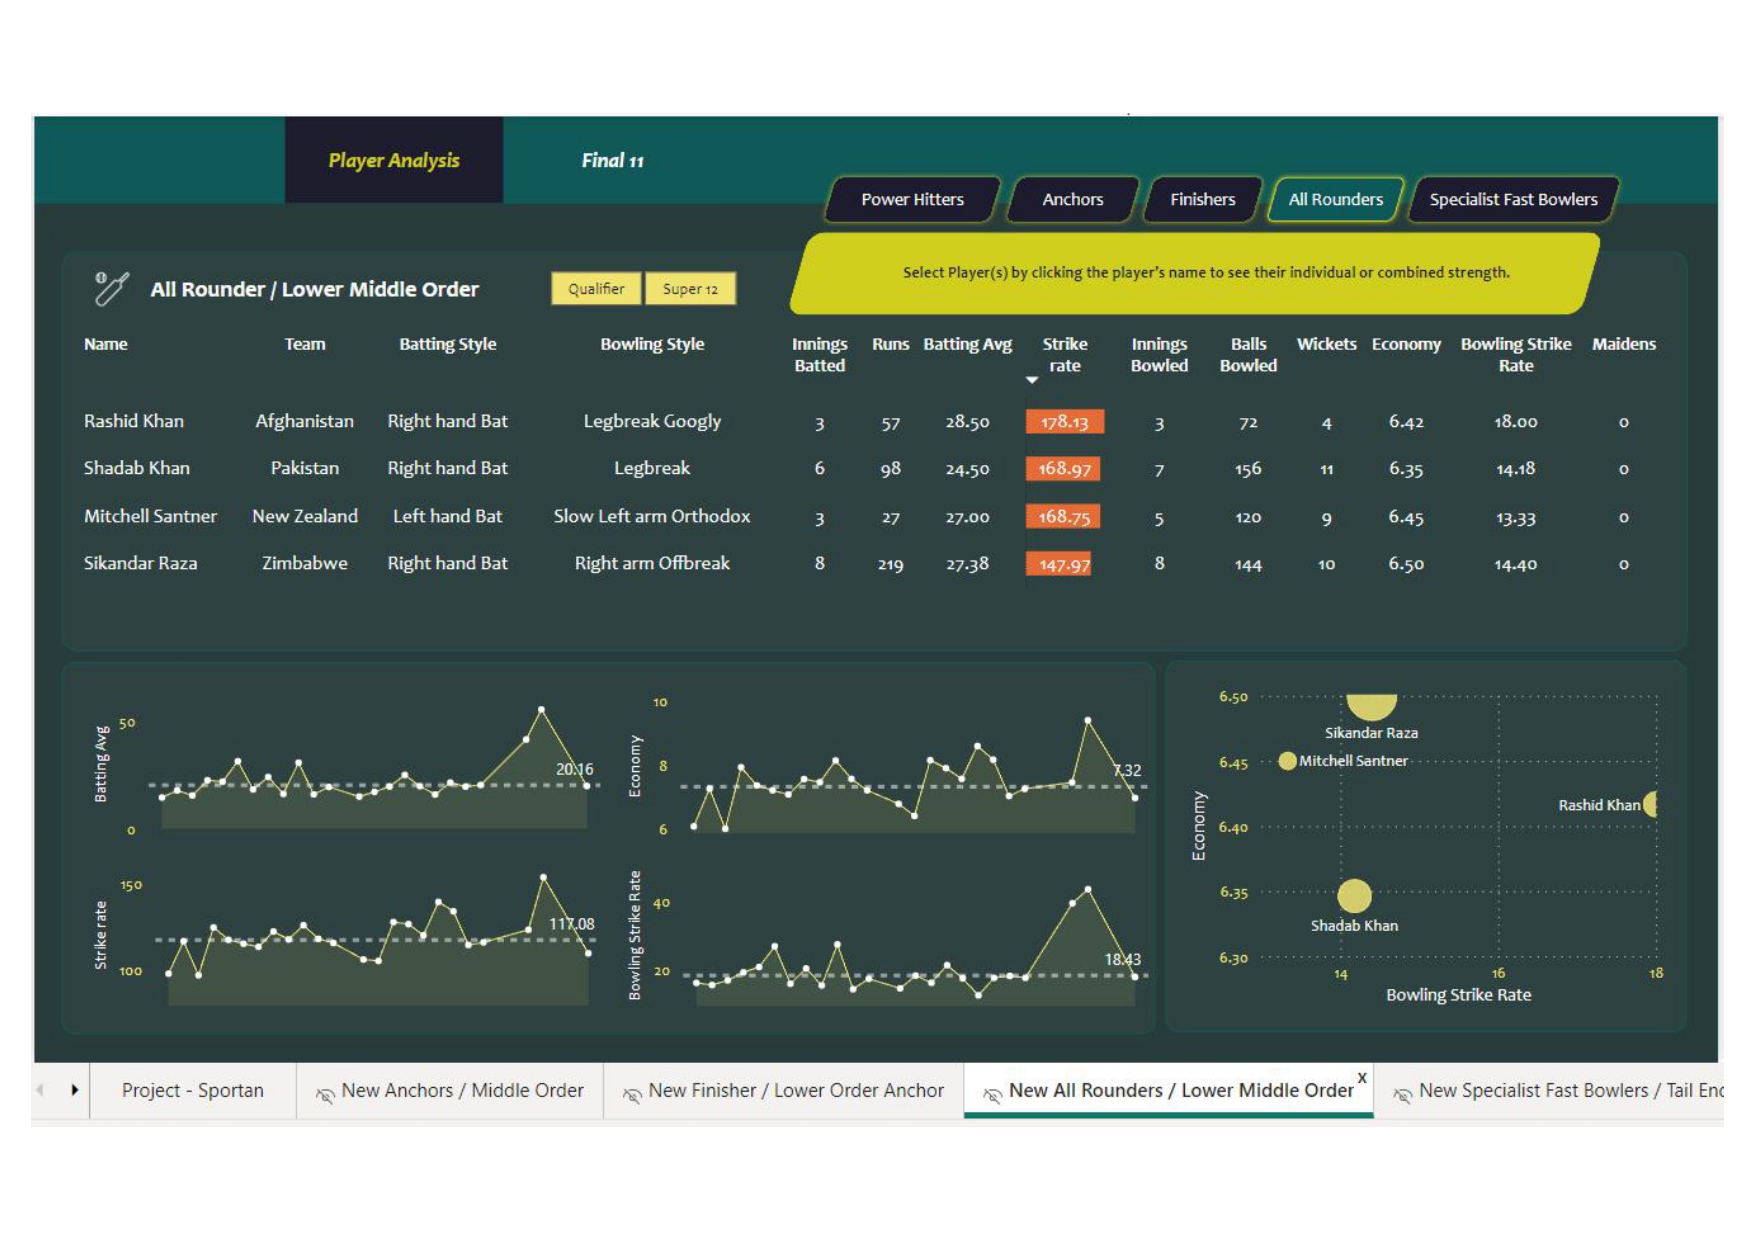 Player Analysis
Final 11
Power Hitters
Anchors
Finishers
All Rounders
Specialist Fast Bowlers
Select Player(s) by clicking the player's name to see their individual or combined strength.
All Rounder / Lower Middle Order
Qualifier
Super 12
Name Team Batting Style Bowling Style Innings Batted Runs Batting Avg Strike rate Innings Bowled Balls Bowled Wickets Economy Bowling Strike Rate Maidens
Rashid Khan Afghanistan Right hand Bat Legbreak Googly 3 57 28.50 178.13 3 72 4 6.42 18.00 0
Shadab Khan Pakistan Right hand Bat Legbreak 6 98 24.50 168.97 7 156 11 6.35 14.18 0
Mitchell Santner New Zealand Left hand Bat Slow Left arm Orthodox 3 27 27.00 168.75 5 120 9 6.45 13.33 0
Sikandar Raza Zimbabwe Right hand Bat Right arm Offbreak 8 219 27.38 147.97 8 144 10 6.50 14.40 0
Batting Avg
50
0
20.16
Economy
10
8
6
7.32
Strike rate
150
100
117.08
Bowling Strike Rate
40
20
18.43
Economy
6.50
6.45
6.40
6.35
6.30
Sikandar Raza
Mitchell Santner
Rashid Khan
Shadab Khan
14 16 18
Bowling Strike Rate
Project - Sportan
New Anchors / Middle Order
New Finisher / Lower Order Anchor
New All Rounders / Lower Middle Order
X
New Specialist Fast Bowlers / Tail